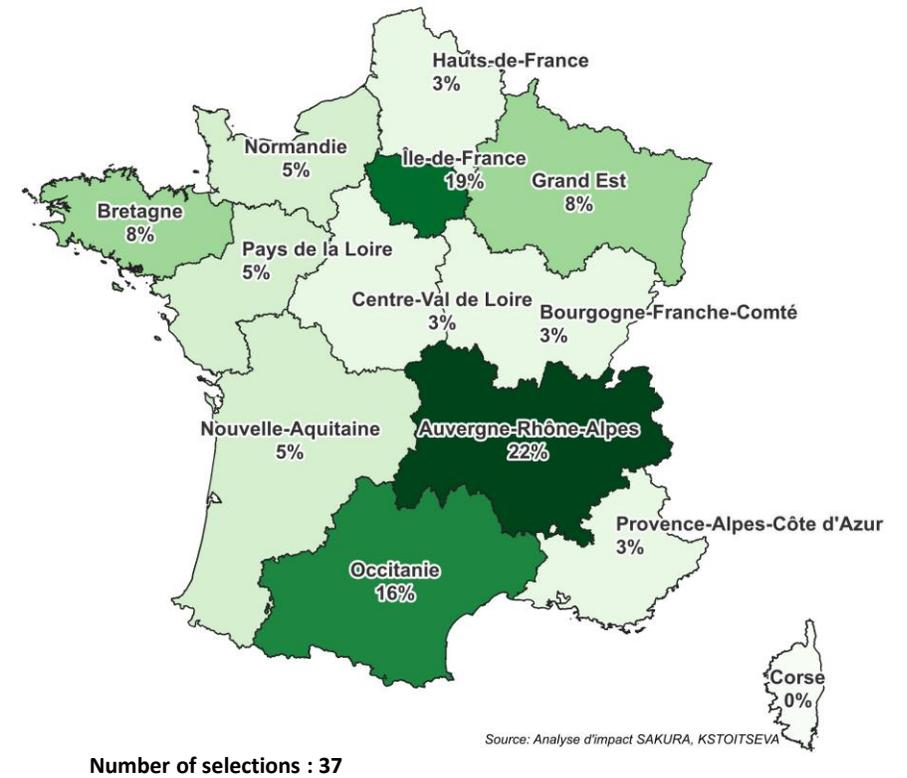 Hauts-de-France
3%
Normandie
5%
Île-de-France
19%
Grand Est
8%
Bretagne
8%
Pays de la Loire
5%
Centre-Val de Loire
3%
Bourgogne-Franche-Comté
3%
Nouvelle-Aquitaine
5%
Auvergne-Rhône-Alpes
22%
Provence-Alpes-Côte d'Azur
3%
Occitanie
16%
Corse
0%
Source: Analyse d'impact SAKURA, KSTOITSEVA
Number of selections : 37